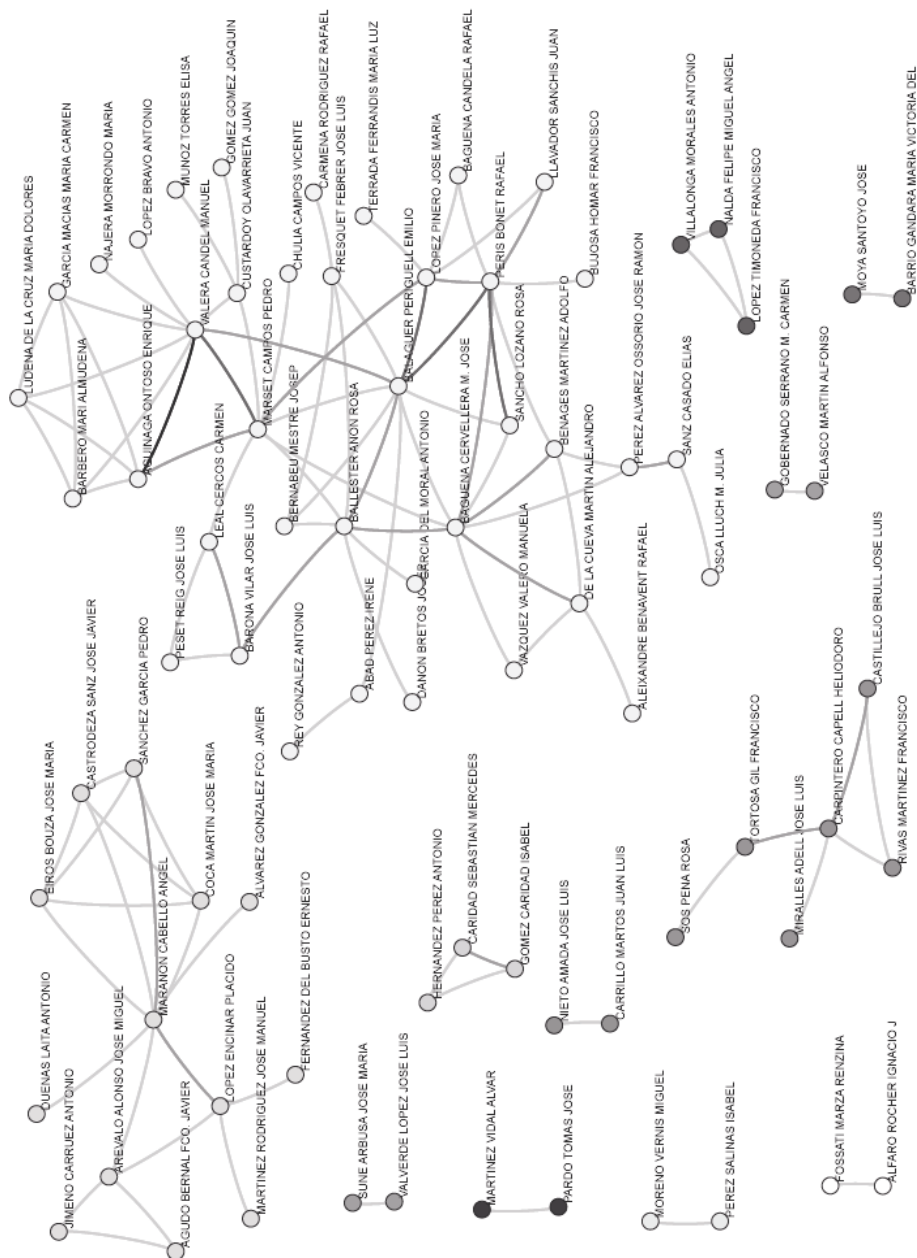 LUDENA DE LA CRUZ MARIA DOLORES
GARCIA MACIAS MARIA CARMEN
NAJERA MORRONDO MARIA
LOPEZ BRAVO ANTONIO
MUNOZ TORRES ELISA
GOMEZ GOMEZ JOAQUIN
BARBERO MARI ALMUDENA
AGUINAGA ONTOSO ENRIQUE
VALERA CANDEL MANUEL
CUSTARDOY OLAVARRIETA JUAN
MARSET CAMPOS PEDRO
CHULIA CAMPOS VICENTE
CARMENA RODRIGUEZ RAFAEL
FRESQUET FEBRER JOSE LUIS
TERRADA FERRANDIS MARIA LUZ
LOPEZ PINERO JOSE MARIA
BAGUENA CANDELA RAFAEL
PERIS BONET RAFAEL
LLAVADOR SANCHIS JUAN
BUJOSA HOMAR FRANCISCO
PESET REIG JOSE LUIS
LEAL CERCOS CARMEN
BARONA VILAR JOSE LUIS
BERNABEU MESTRE JOSEP
BALLESTER ANON ROSA
BALAGUER PERIGUELL EMILIO
GARCIA DEL MORAL ANTONIO
BAGUENA CERVELLERA M. JOSE
SANCHO LOZANO ROSA
BENAGES MARTINEZ ADOLFO
PEREZ ALVAREZ OSSORIO JOSE RAMON
SANZ CASADO ELIAS
OSCA LLUCH M. JULIA
REY GONZALEZ ANTONIO
ABAD PEREZ IRENE
DANON BRETOS
VAZQUEZ VALERO MANUELA
DE LA CUEVA MARTIN ALEJANDRO
ALEIXANDRE BENAVENT RAFAEL
VILLALONGA MORALES ANTONIO
NALDA FELIPE MIGUEL ANGEL
LOPEZ TIMONEDA FRANCISCO
MOYA SANTOYO JOSE
BARRIO GANDARA MARIA VICTORIA DEL
GOBERNADO SERRANO M. CARMEN
VELASCO MARTIN ALFONSO
EIROS BOUZA JOSE MARIA
CASTRODEZA SANZ JOSE JAVIER
SANCHEZ GARCIA PEDRO
COCA MARTIN JOSE MARIA
ALVAREZ GONZALEZ FCO. JAVIER
DUENAS LAITA ANTONIO
MARANON CABELLO ANGEL
JIMENO CARRUEZ ANTONIO
AREVALO ALONSO JOSE MIGUEL
AGUDO BERNAL FCO. JAVIER
LOPEZ ENCINAR PLACIDO
MARTINEZ RODRIGUEZ JOSE MANUEL
FERNANDEZ DEL BUSTO ERNESTO
HERNANDEZ PEREZ ANTONIO
CARIDAD SEBASTIAN MERCEDES
GOMEZ CARIDAD ISABEL
NIETO AMADA JOSE LUIS
CARRILLO MARTOS JUAN LUIS
SOS PENA ROSA
TORTOSA GIL FRANCISCO
MIRALLES ADELL JOSE LUIS
CARPINTERO CAPELL HELIODORO
CASTILLEJO BRULL JOSE LUIS
RIVAS MARTINEZ FRANCISCO
SUNE ARBUSA JOSE MARIA
VALVERDE LOPEZ JOSE LUIS
MARTINEZ VIDAL ALVAR
PARDO TOMAS JOSE
MORENO VERNIS MIGUEL
PEREZ SALINAS ISABEL
FOSSATI MARZA RENZINA
ALFARO ROCHER IGNACIO J